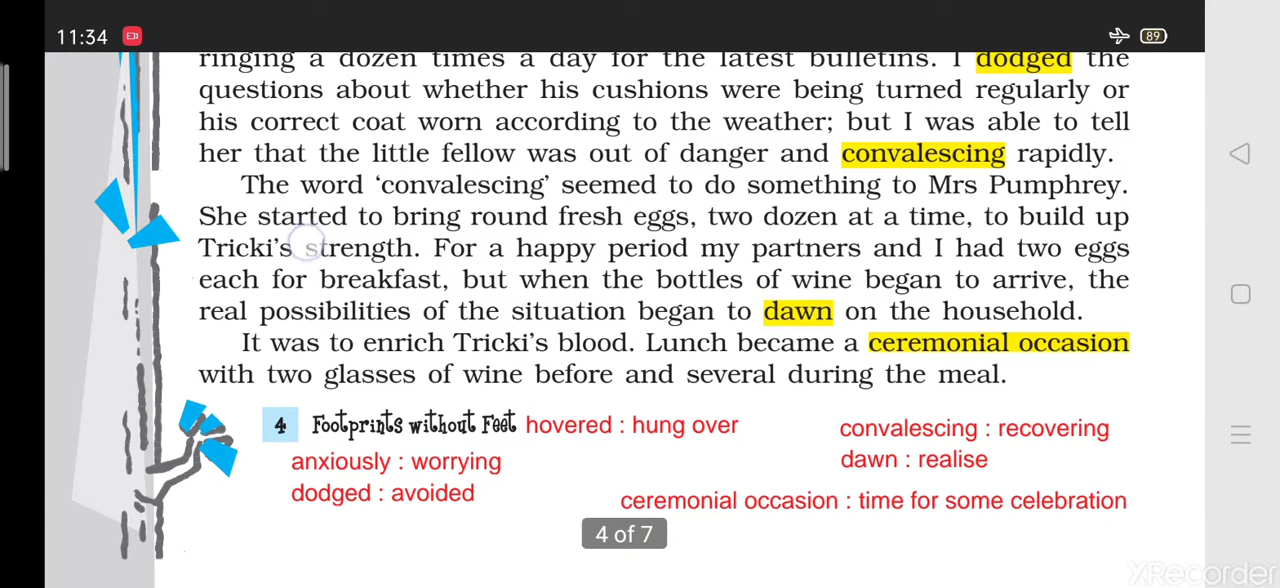 11:34
89
ringing a dozen times a day for the latest bulletins. I dodged the
questions about whether his cushions were being turned regularly or
his correct coat worn according to the weather; but I was able to tell
her that the little fellow was out of danger and convalescing rapidly.
The word ‘convalescing’ seemed to do something to Mrs Pumphrey.
She started to bring round fresh eggs, two dozen at a time, to build up
Tricki’s strength. For a happy period my partners and I had two eggs
each for breakfast, but when the bottles of wine began to arrive, the
real possibilities of the situation began to dawn on the household.
It was to enrich Tricki’s blood. Lunch became a ceremonial occasion
with two glasses of wine before and several during the meal.
4 Footprints without Feet
hovered : hung over
anxiously : worrying
dodged : avoided
convalescing : recovering
dawn : realise
ceremonial occasion : time for some celebration
4 of 7
XRecorder